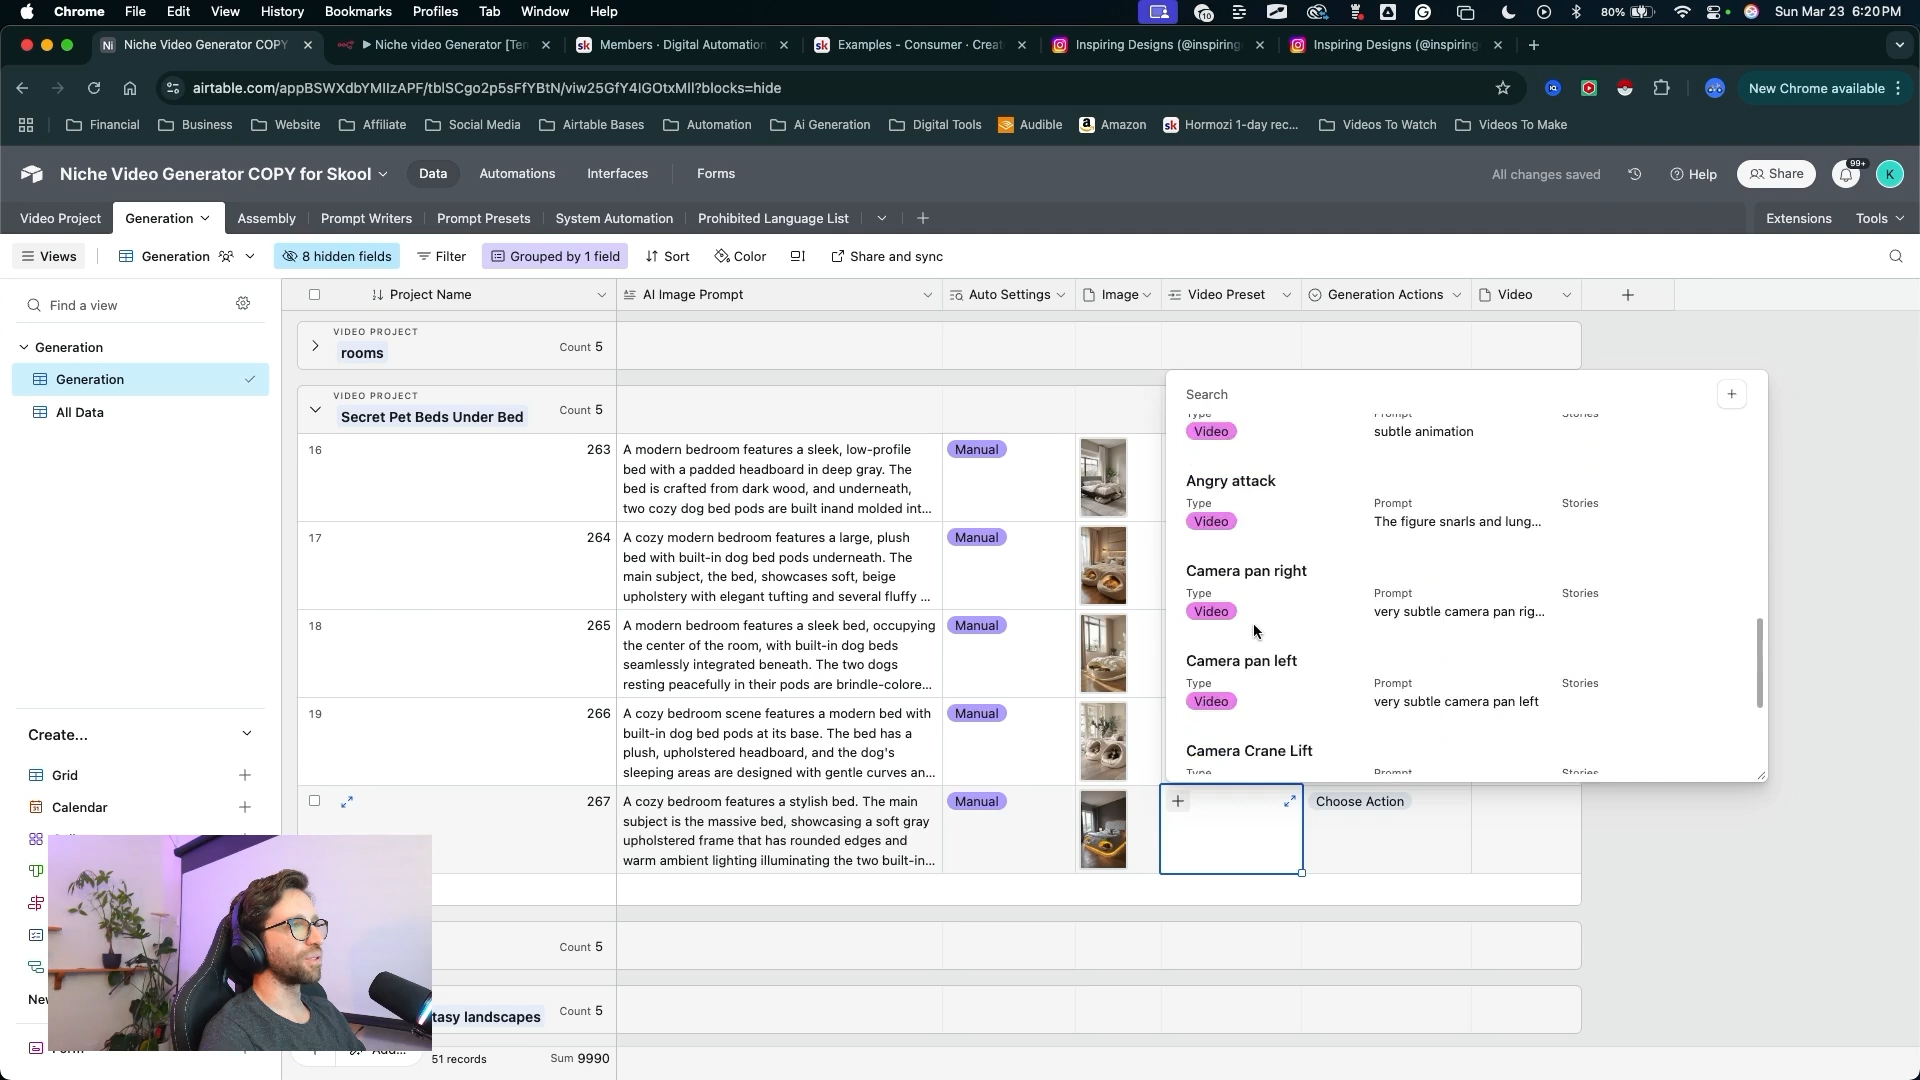 Chrome File Edit View History Bookmarks Profiles Tab Window Help
10 80% Sun Mar 23 6:20 PM
Niche Video Generator COPY
Niche video Generator [Ten
Members · Digital Automation
Examples - Consumer · Creat
Inspiring Designs (@inspiring
Inspiring Designs (@inspiring
airtable.com/appBSWXdbYMIIzAPF/tblSCgo2p5sFfYBtN/viw25GfY4IGOtxMIl?blocks=hide
New Chrome available
Financial Business Website Affiliate Social Media Airtable Bases Automation Ai Generation Digital Tools Audible Amazon Hormozi 1-day rec... Videos To Watch Videos To Make
Niche Video Generator COPY for Skool Data Automations Interfaces Forms All changes saved Help Share 99+ K
Video Project Generation Assembly Prompt Writers Prompt Presets System Automation Prohibited Language List Extensions Tools
Views Generation 8 hidden fields Filter Grouped by 1 field Sort Color Share and sync
Find a view
Generation
Generation
All Data
Create...
Grid
Calendar
New
Project Name AI Image Prompt Auto Settings Image Video Preset Generation Actions Video
VIDEO PROJECT
rooms Count 5
VIDEO PROJECT
Secret Pet Beds Under Bed Count 5
16 263 A modern bedroom features a sleek, low-profile
bed with a padded headboard in deep gray. The
bed is crafted from dark wood, and underneath,
two cozy dog bed pods are built inand molded int...
Manual
17 264 A cozy modern bedroom features a large, plush
bed with built-in dog bed pods underneath. The
main subject, the bed, showcases soft, beige
upholstery with elegant tufting and several fluffy ...
Manual
18 265 A modern bedroom features a sleek bed, occupying
the center of the room, with built-in dog beds
seamlessly integrated beneath. The two dogs
resting peacefully in their pods are brindle-colore...
Manual
19 266 A cozy bedroom scene features a modern bed with
built-in dog bed pods at its base. The bed has a
plush, upholstered headboard, and the dog's
sleeping areas are designed with gentle curves an...
Manual
267 A cozy bedroom features a stylish bed. The main
subject is the massive bed, showcasing a soft gray
upholstered frame that has rounded edges and
warm ambient lighting illuminating the two built-in...
Manual
Choose Action
Search
Type Prompt Stories
Video subtle animation
Angry attack
Type Prompt Stories
Video The figure snarls and lung...
Camera pan right
Type Prompt Stories
Video very subtle camera pan rig...
Camera pan left
Type Prompt Stories
Video very subtle camera pan left
Camera Crane Lift
Type Prompt Stories
Count 5
tasy landscapes Count 5
Add...
51 records Sum 9990